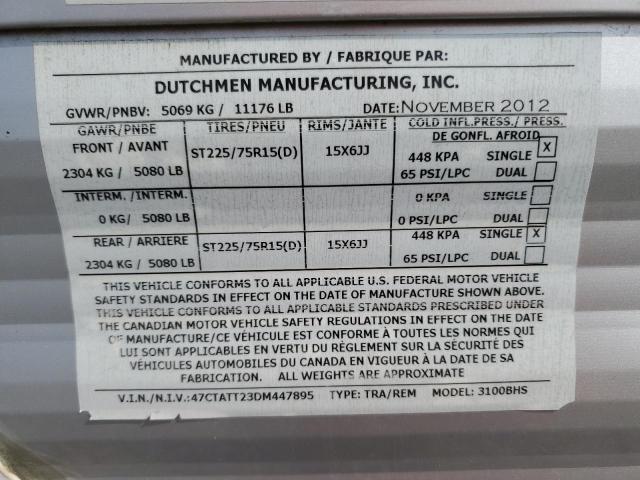 MANUFACTURED BY / FABRIQUE PAR:
DUTCHMEN MANUFACTURING, INC.
GVWR/PNBV: 5069 KG / 11176 LB DATE: NOVEMBER 2012
GAWR/PNBE TIRES/PNEU RIMS/JANTE COLD INFL.PRESS./ PRESS. DE GONFL. AFROID
FRONT / AVANT ST225/75R15(D) 15X6JJ 448 KPA SINGLE X
2304 KG / 5080 LB 65 PSI/LPC DUAL
INTERM. /INTERM. 0 KPA SINGLE
0 KG/ 5080 LB 0 PSI/LPC DUAL
REAR / ARRIERE ST225/75R15(D) 15X6JJ 448 KPA SINGLE X
2304 KG / 5080 LB 65 PSI/LPC DUAL
THIS VEHICLE CONFORMS TO ALL APPLICABLE U.S. FEDERAL MOTOR VEHICLE
SAFETY STANDARDS IN EFFECT ON THE DATE OF MANUFACTURE SHOWN ABOVE.
THIS VEHICLE CONFORMS TO ALL APPLICABLE STANDARDS PRESCRIBED UNDER
THE CANADIAN MOTOR VEHICLE SAFETY REGULATIONS IN EFFECT ON THE DATE
OF MANUFACTURE/CE VÉHICULE EST CONFORME À TOUTES LES NORMES QUI
LUI SONT APPLICABLES EN VERTU DU RÈGLEMENT SUR LA SÉCURITÉ DES
VÉHICULES AUTOMOBILES DU CANADA EN VIGUEUR À LA DATE DE SA
FABRICATION. ALL WEIGHTS ARE APPROXIMATE
V.I.N./N.I.V.:47CTATT23DM447895 TYPE: TRA/REM MODEL: 3100BHS